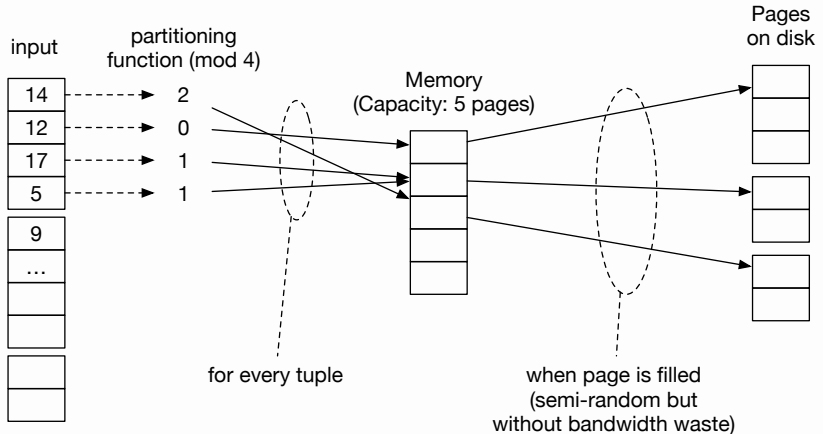 input
partitioning
function (mod 4)
Pages
on disk
Memory
(Capacity: 5 pages)
14
2
12
0
17
1
5
1
9
...
for every tuple
when page is filled
(semi-random but
without bandwidth waste)